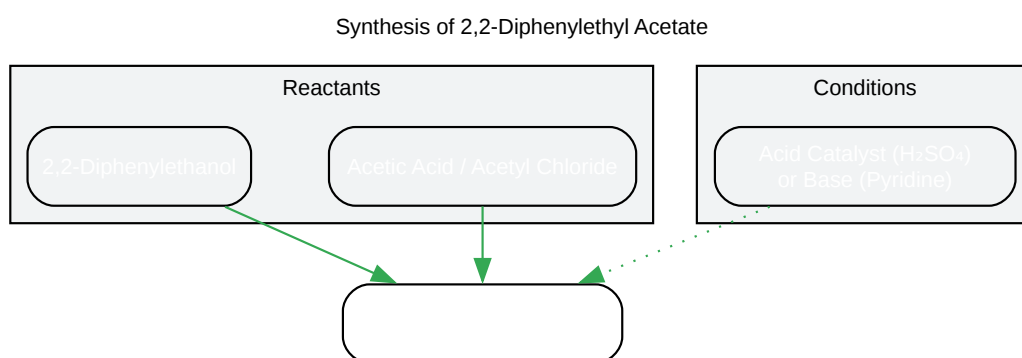 Synthesis of 2,2-Diphenylethyl Acetate
Reactants
Conditions
2,2-Diphenylethanol
Acetic Acid / Acetyl Chloride
Acid Catalyst (H₂SO₄)
or Base (Pyridine)